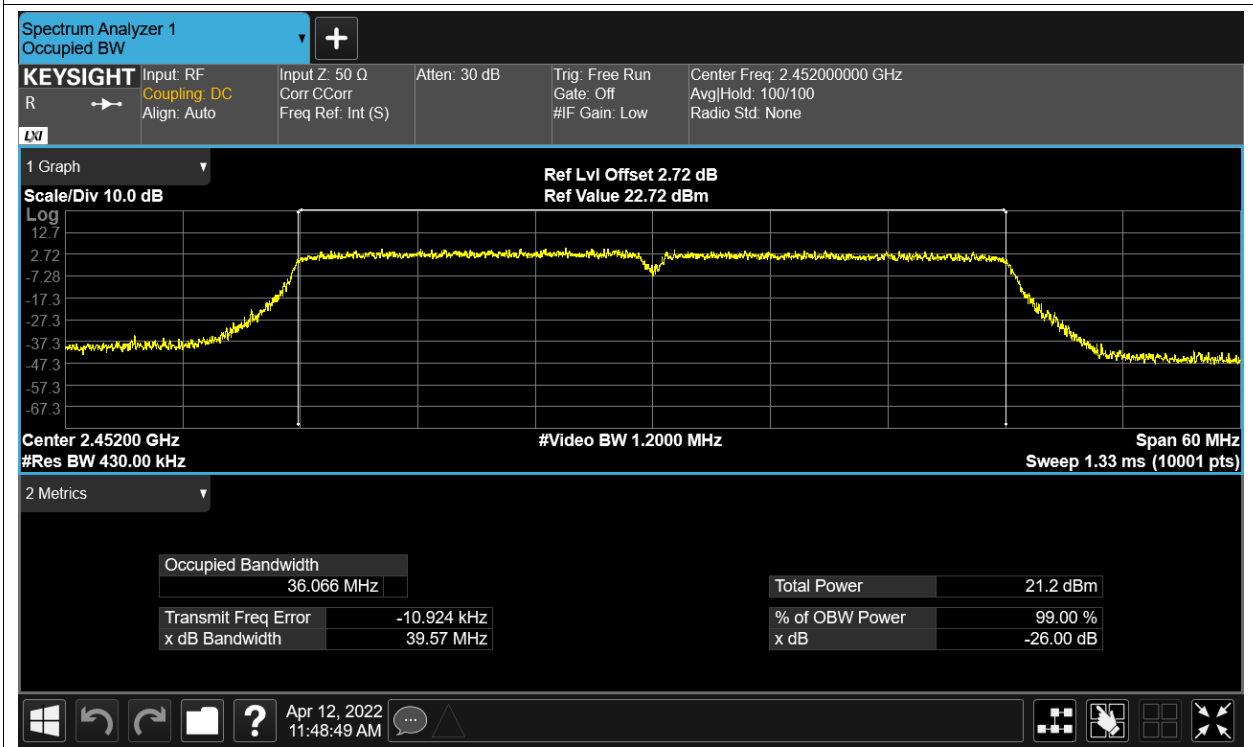 Spectrum Analyzer 1
Occupied BW
KEYSIGHT
R
LXI
Input: RF
Coupling: DC
Align: Auto
Input Z: 50 Ω
Corr CCorr
Freq Ref: Int (S)
Atten: 30 dB
Trig: Free Run
Gate: Off
#IF Gain: Low
Center Freq: 2.452000000 GHz
Avg|Hold: 100/100
Radio Std: None
1 Graph
Scale/Div 10.0 dB
Ref Lvl Offset 2.72 dB
Ref Value 22.72 dBm
Log
12.7
2.72
-7.28
-17.3
-27.3
-37.3
-47.3
-57.3
-67.3
Center 2.45200 GHz
#Video BW 1.2000 MHz
Span 60 MHz
#Res BW 430.00 kHz
Sweep 1.33 ms (10001 pts)
2 Metrics
Occupied Bandwidth
36.066 MHz
Transmit Freq Error -10.924 kHz
x dB Bandwidth 39.57 MHz
Total Power 21.2 dBm
% of OBW Power 99.00 %
x dB -26.00 dB
?
Apr 12, 2022
11:48:49 AM